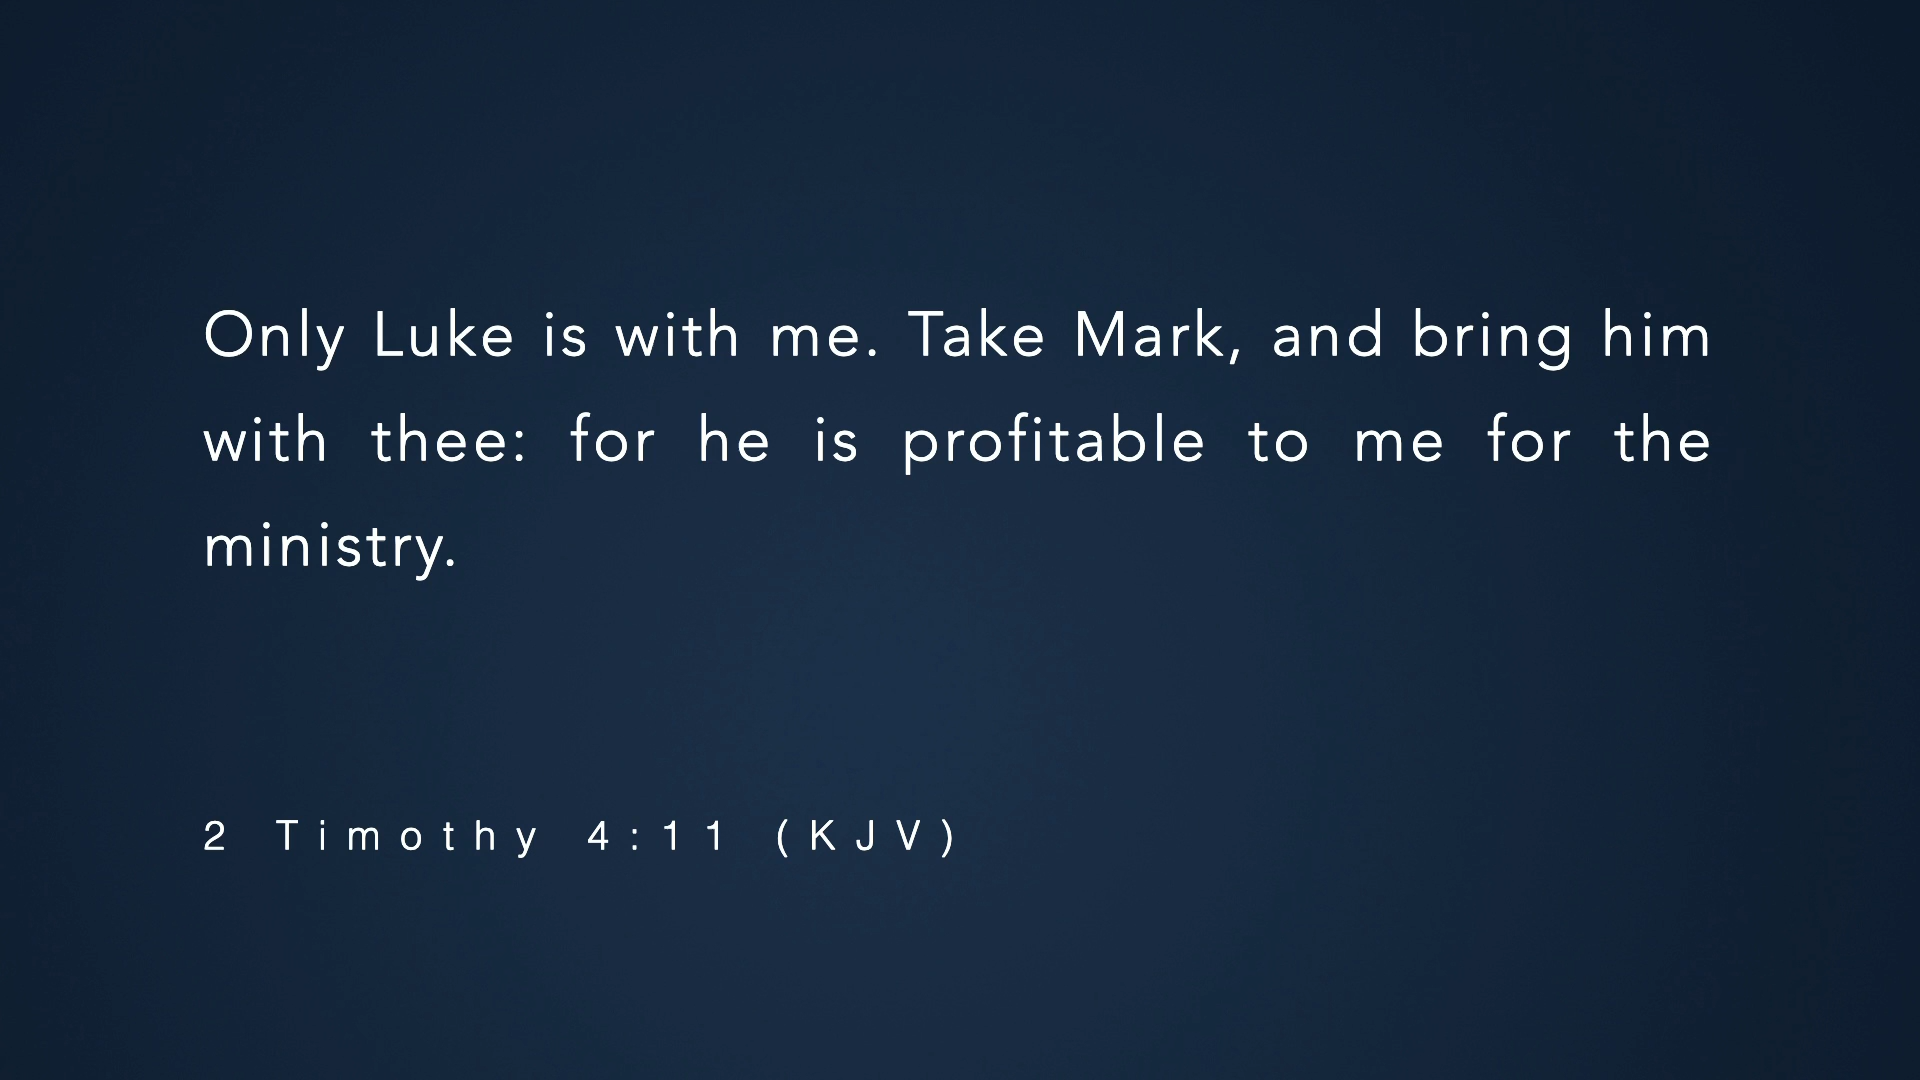 Only Luke is with me. Take Mark, and bring him
with thee: for he is profitable to me for the
ministry.
2 Timothy 4:11 (KJV)